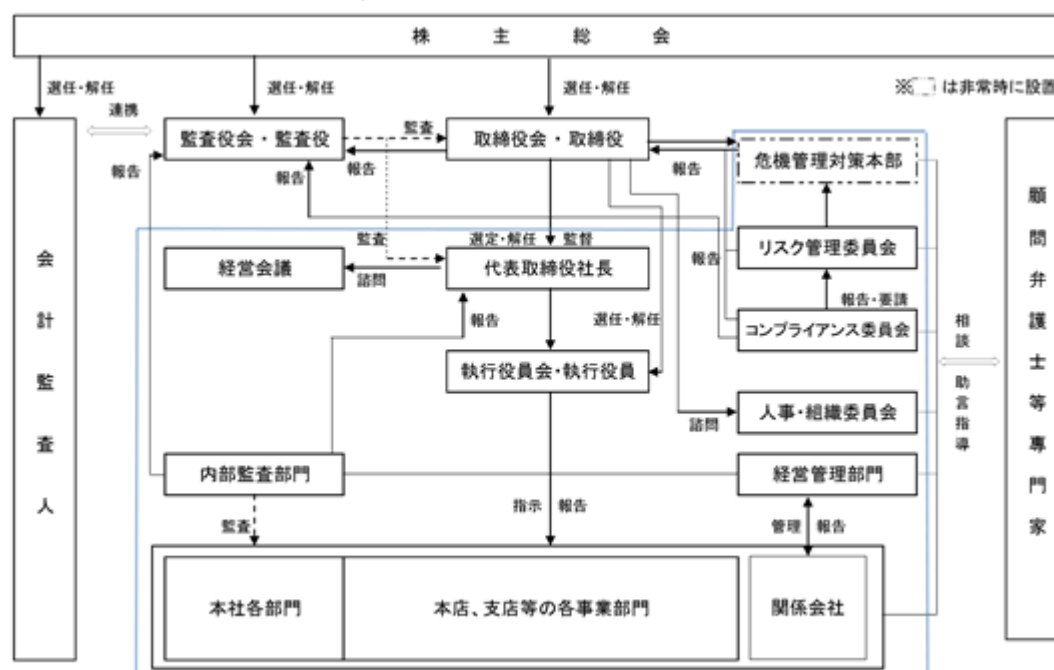 株主総会
選任・解任
選任・解任
選任・解任
※ は非常時に設置
連携
監査役会・監査役
監査
取締役会・取締役
報告
報告
報告
報告
危機管理対策本部
監査
選定・解任
監督
報告
リスク管理委員会
経営会議
諮問
代表取締役社長
報告・要請
報告
選任・解任
コンプライアンス委員会
執行役員会・執行役員
諮問
人事・組織委員会
内部監査部門
経営管理部門
監査
指示
報告
管理
報告
本社各部門
本店、支店等の各事業部門
関係会社
会計監査人
相談
助言指導
顧問弁護士等専門家